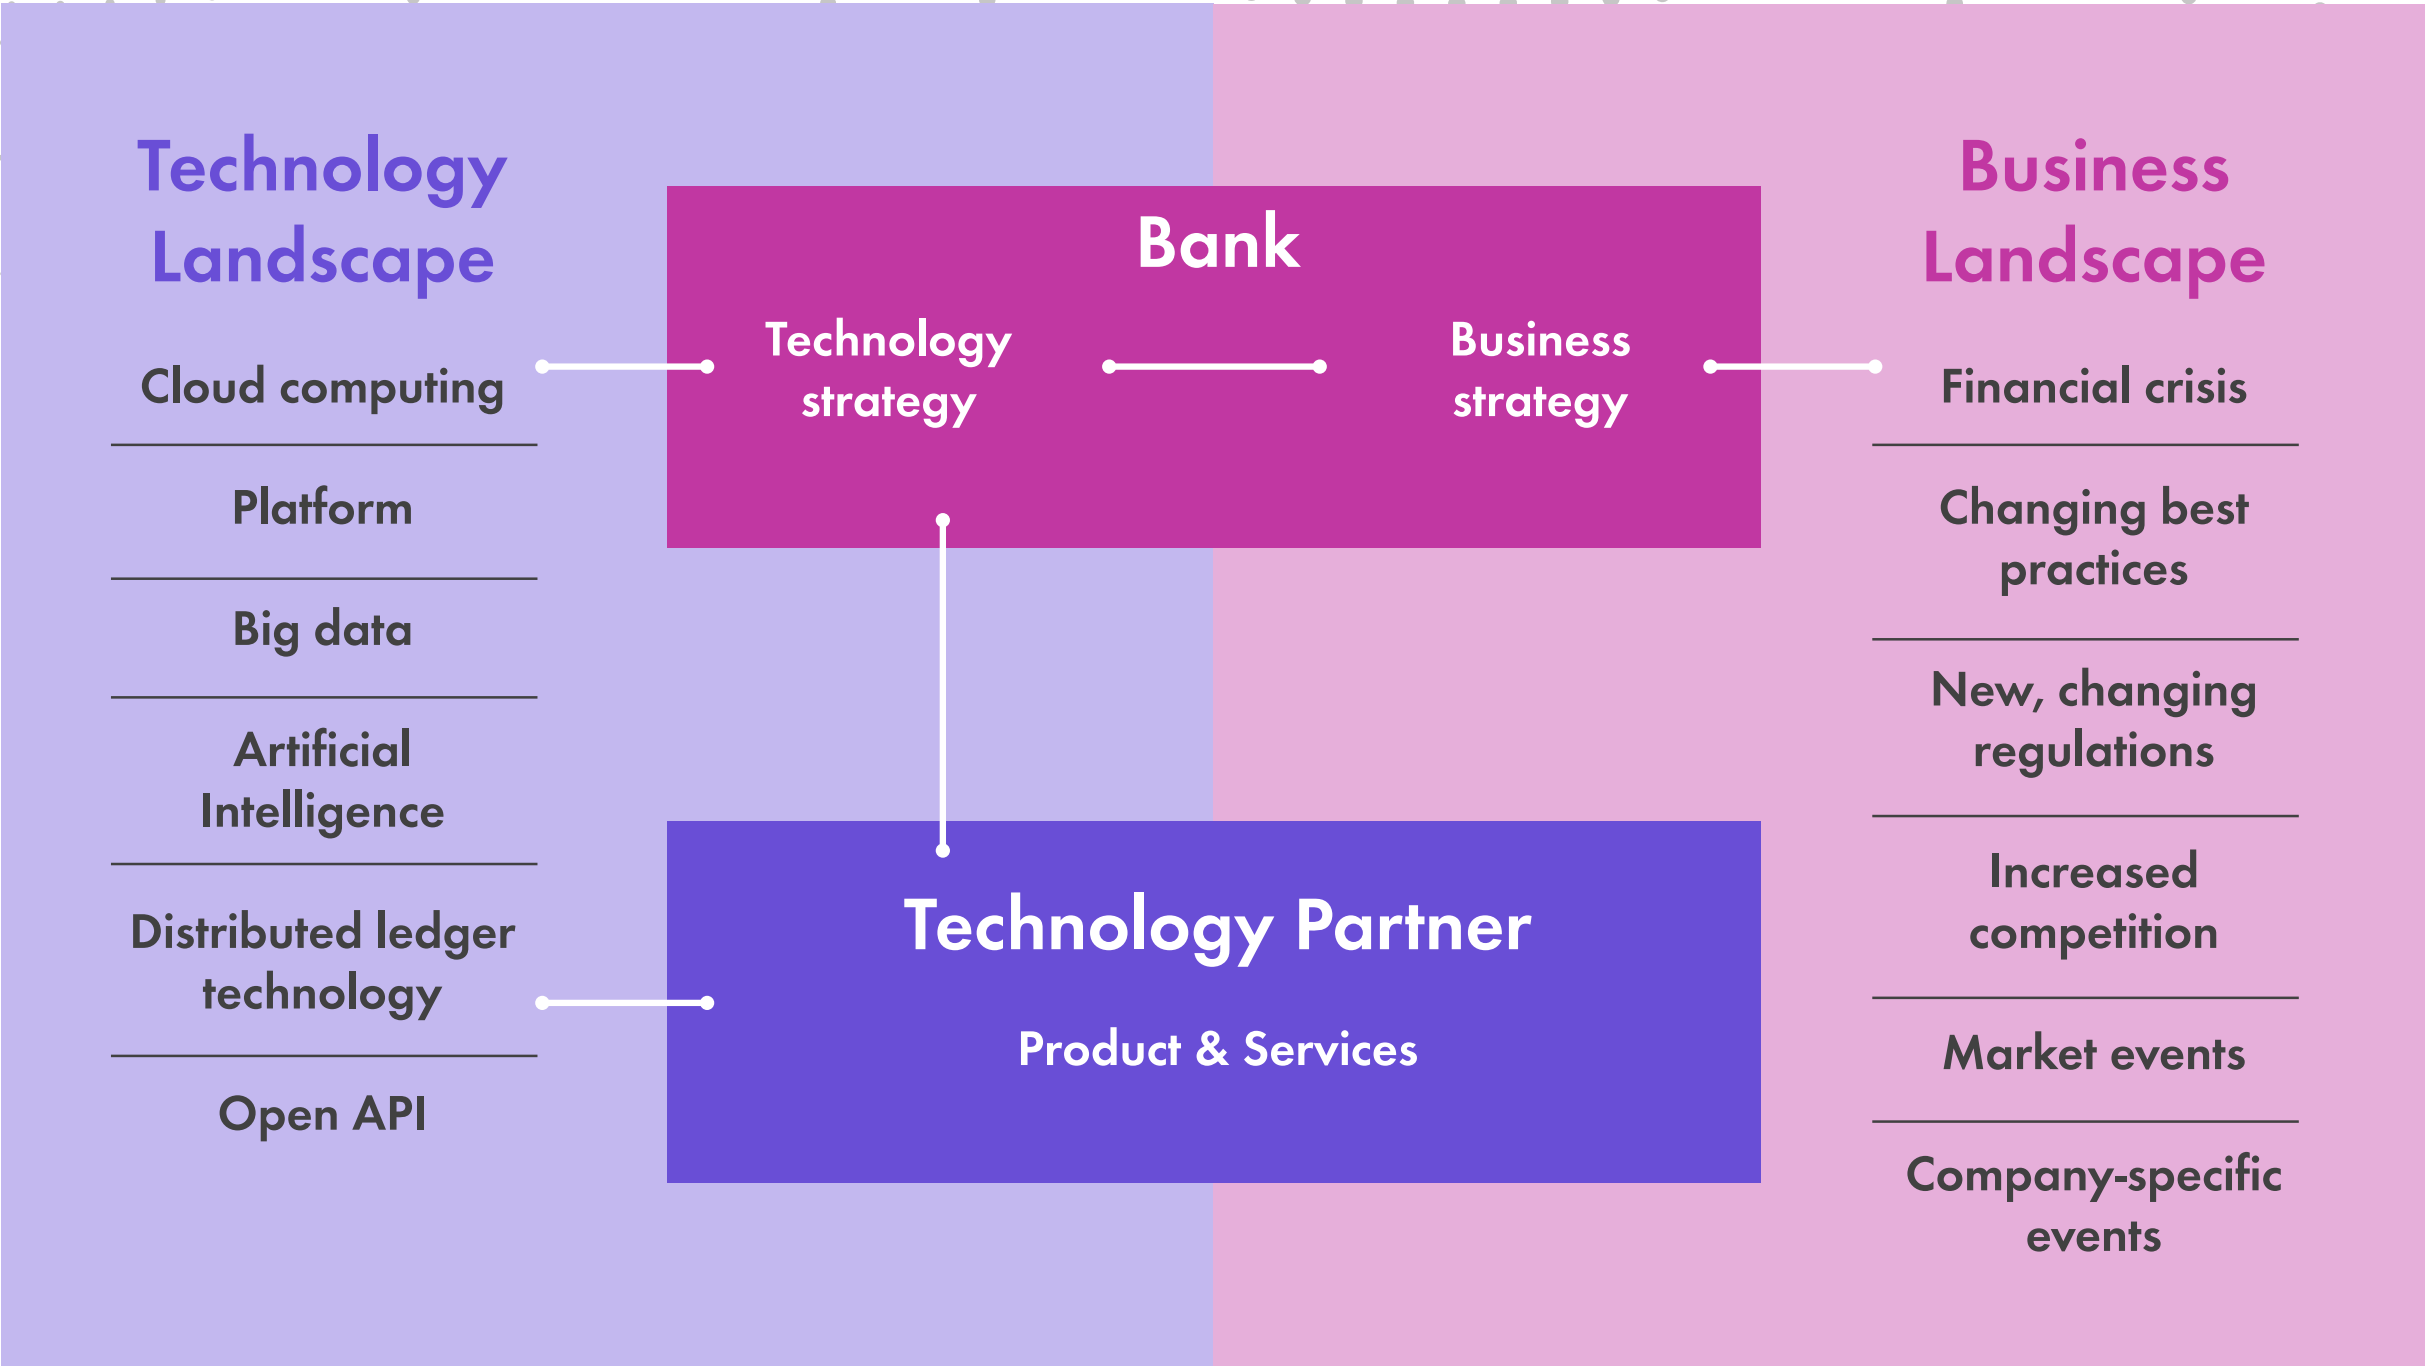 Technology
Landscape
Cloud computing
Platform
Big data
Artificial
Intelligence
Distributed ledger
technology
Open API
Bank
Technology
strategy
Business
strategy
Technology Partner
Product & Services
Business
Landscape
Financial crisis
Changing best
practices
New, changing
regulations
Increased
competition
Market events
Company-specific
events